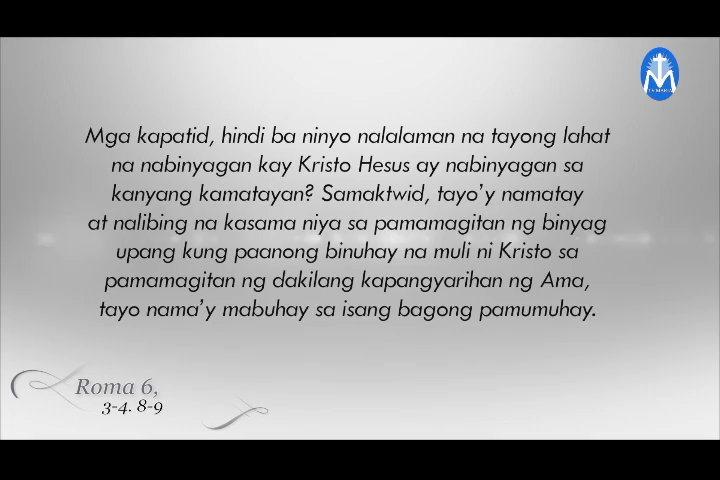 TV MARIA
Mga kapatid, hindi ba ninyo nalalaman na tayong lahat
na nabinyagan kay Kristo Hesus ay nabinyagan sa
kanyang kamatayan? Samaktwid, tayo’y namatay
at nalibing na kasama niya sa pamamagitan ng binyag
upang kung paanong binuhay na muli ni Kristo sa
pamamagitan ng dakilang kapangyarihan ng Ama,
tayo nama’y mabuhay sa isang bagong pamumuhay.
Roma 6,
3-4. 8-9